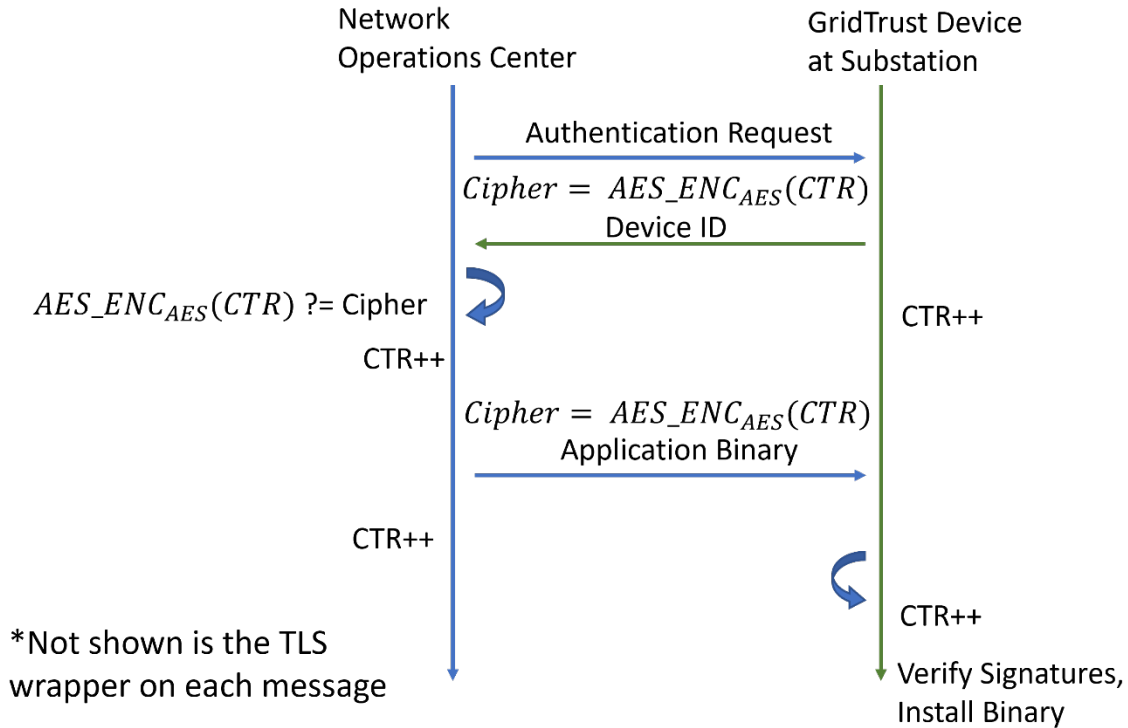 Network
Operations Center
GridTrust Device
at Substation
Authentication Request
Cipher = AES_ENC_AES(CTR)
Device ID
AES_ENC_AES(CTR) ?= Cipher
CTR++
CTR++
Cipher = AES_ENC_AES(CTR)
Application Binary
CTR++
CTR++
*Not shown is the TLS
wrapper on each message
Verify Signatures,
Install Binary